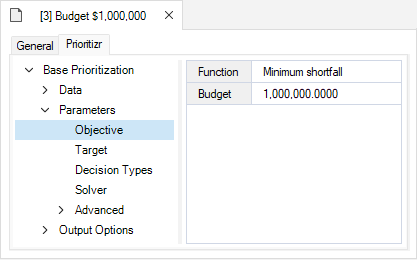 [3] Budget $1,000,000
General Prioritizr
Base Prioritization
Data
Parameters
Objective
Target
Decision Types
Solver
Advanced
Output Options
Function Minimum shortfall
Budget 1,000,000.0000